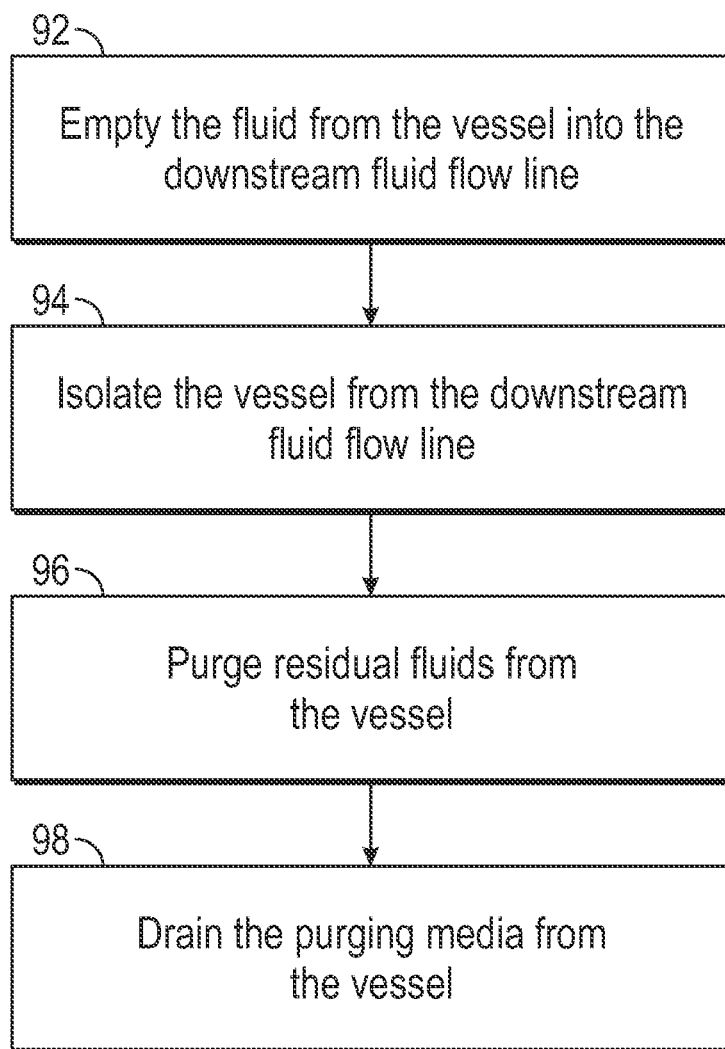 92
Empty the fluid from the vessel into the
downstream fluid flow line
94
Isolate the vessel from the downstream
fluid flow line
96
Purge residual fluids from
the vessel
98
Drain the purging media from
the vessel